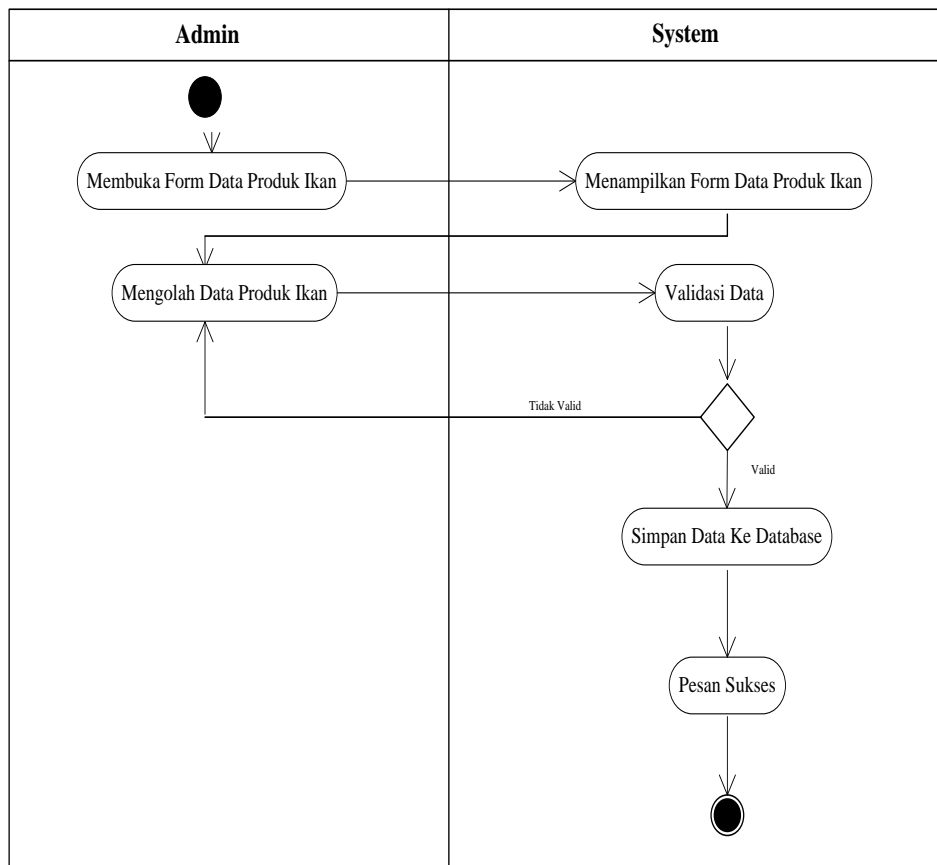 Admin
System
Membuka Form Data Produk Ikan
Menampilkan Form Data Produk Ikan
Mengolah Data Produk Ikan
Validasi Data
Tidak Valid
Valid
Simpan Data Ke Database
Pesan Sukses